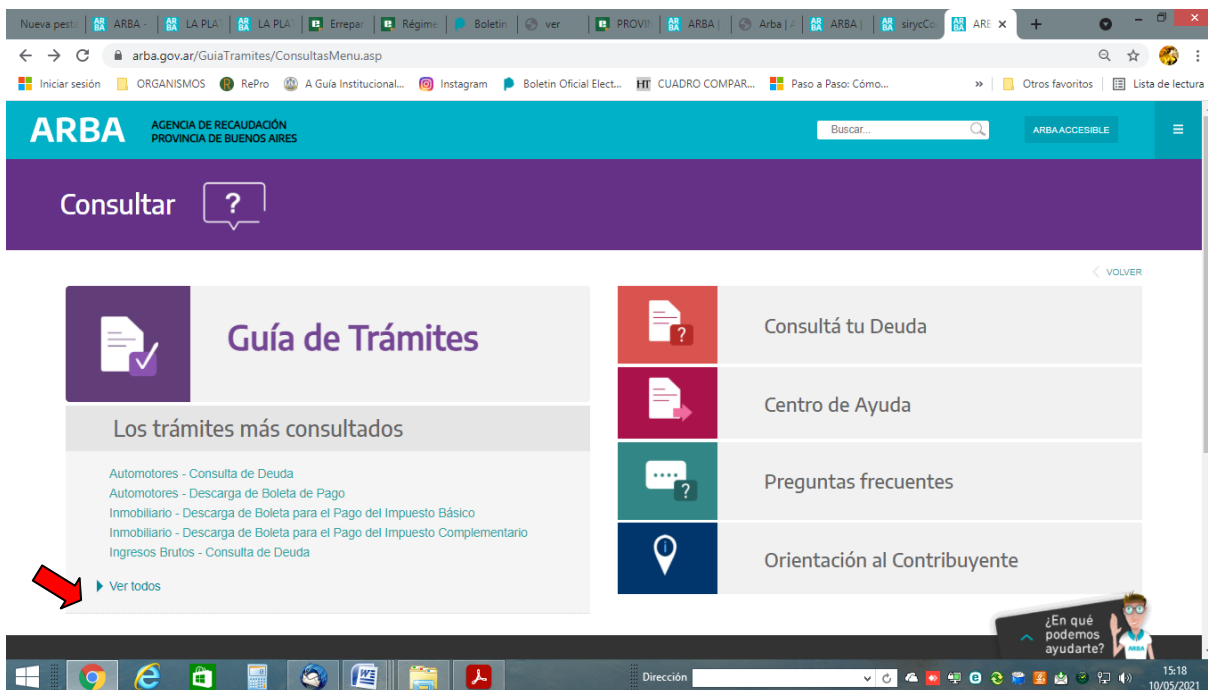 Nueva pest
ARBA -
LA PLA
LA PLA
Errepar
Régime
Boletin
ver
PROVIN
ARBA |
Arba | A
ARBA |
sirycCo
ARB
arba.gov.ar/GuiaTramites/ConsultasMenu.asp
Iniciar sesión
ORGANISMOS
RePro
A Guía Institucional...
Instagram
Boletin Oficial Elect...
HT CUADRO COMPAR...
Paso a Paso: Cómo...
»
Otros favoritos
Lista de lectura
ARBA
AGENCIA DE RECAUDACIÓN
PROVINCIA DE BUENOS AIRES
Buscar...
ARBA ACCESIBLE
Consultar ?
VOLVER
Guía de Trámites
Los trámites más consultados
Automotores - Consulta de Deuda
Automotores - Descarga de Boleta de Pago
Inmobiliario - Descarga de Boleta para el Pago del Impuesto Básico
Inmobiliario - Descarga de Boleta para el Pago del Impuesto Complementario
Ingresos Brutos - Consulta de Deuda
Ver todos
Consultá tu Deuda
Centro de Ayuda
Preguntas frecuentes
Orientación al Contribuyente
¿En qué
podemos
ayudarte?
ARBA
Dirección
15:18
10/05/2021